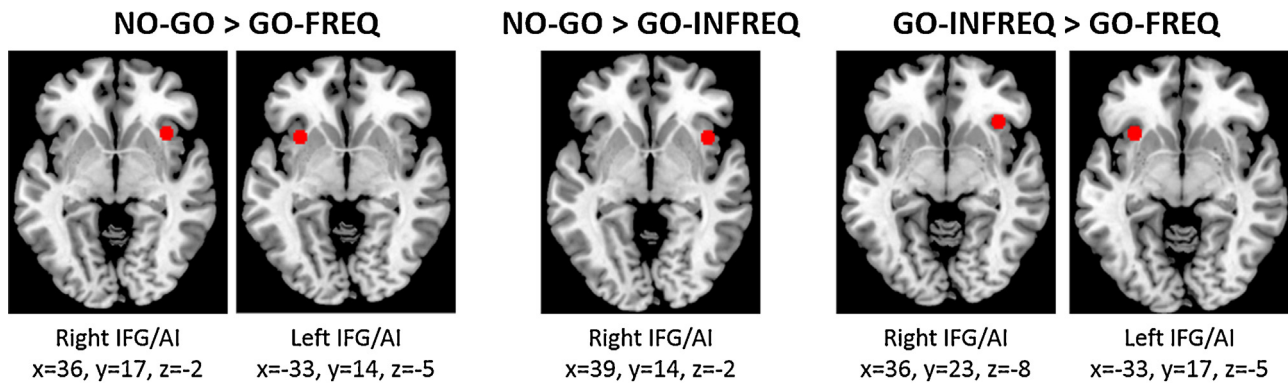 NO-GO > GO-FREQ
NO-GO > GO-INFREQ
GO-INFREQ > GO-FREQ
Right IFG/AI
x=36, y=17, z=-2
Left IFG/AI
x=-33, y=14, z=-5
Right IFG/AI
x=39, y=14, z=-2
Right IFG/AI
x=36, y=23, z=-8
Left IFG/AI
x=-33, y=17, z=-5